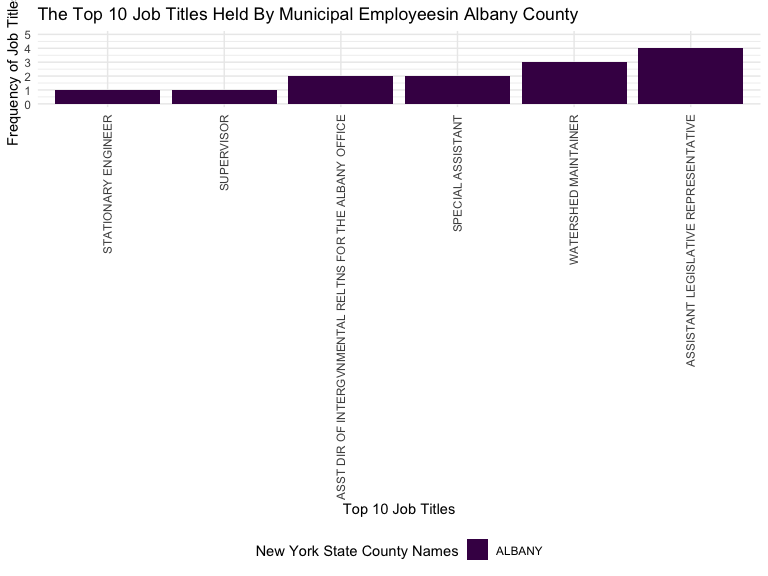 The Top 10 Job Titles Held By Municipal Employeesin Albany County
Frequency of Job Title
5
4
3
2
1
0
STATIONARY ENGINEER
SUPERVISOR
ASST DIR OF INTERGVNMENTAL RELTNS FOR THE ALBANY OFFICE
SPECIAL ASSISTANT
WATERSHED MAINTAINER
ASSISTANT LEGISLATIVE REPRESENTATIVE
Top 10 Job Titles
New York State County Names ALBANY